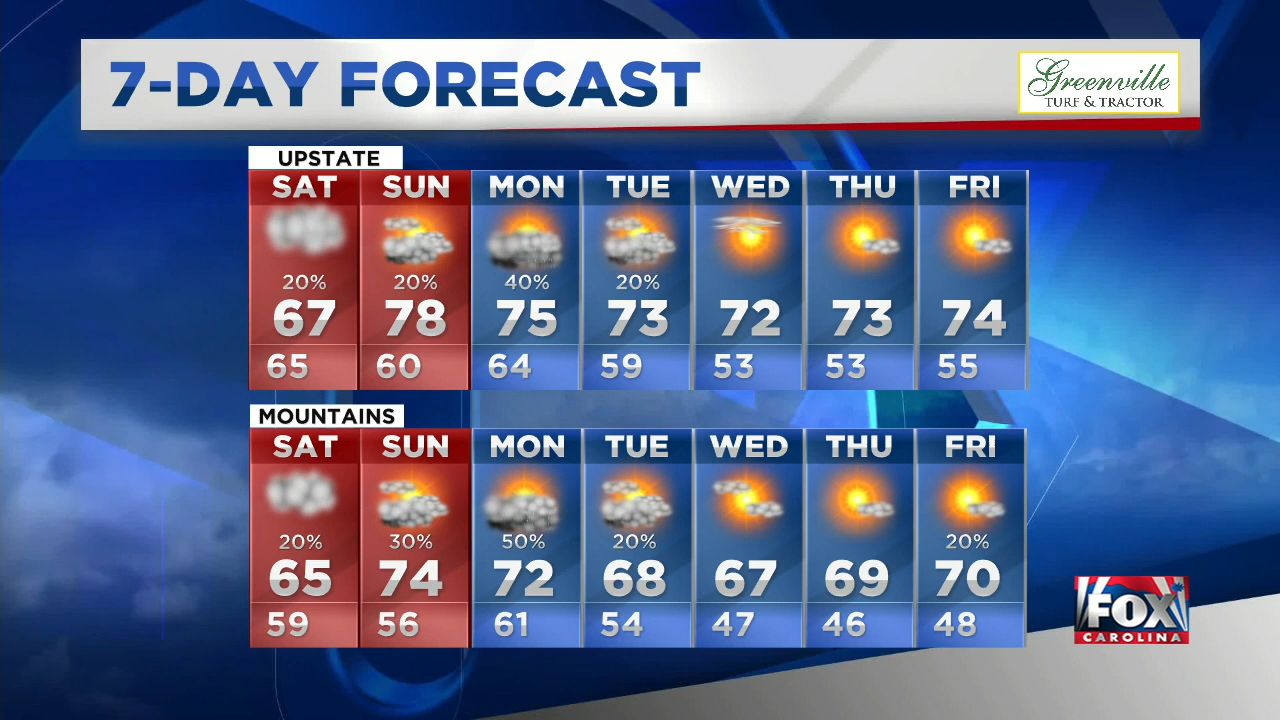 7-DAY FORECAST
Greenville
TURF & TRACTOR
UPSTATE
SAT SUN MON TUE WED THU FRI
20% 20% 40% 20%
67 78 75 73 72 73 74
65 60 64 59 53 53 55
MOUNTAINS
SAT SUN MON TUE WED THU FRI
20% 30% 50% 20% 20%
65 74 72 68 67 69 70
59 56 61 54 47 46 48
FOX
CAROLINA